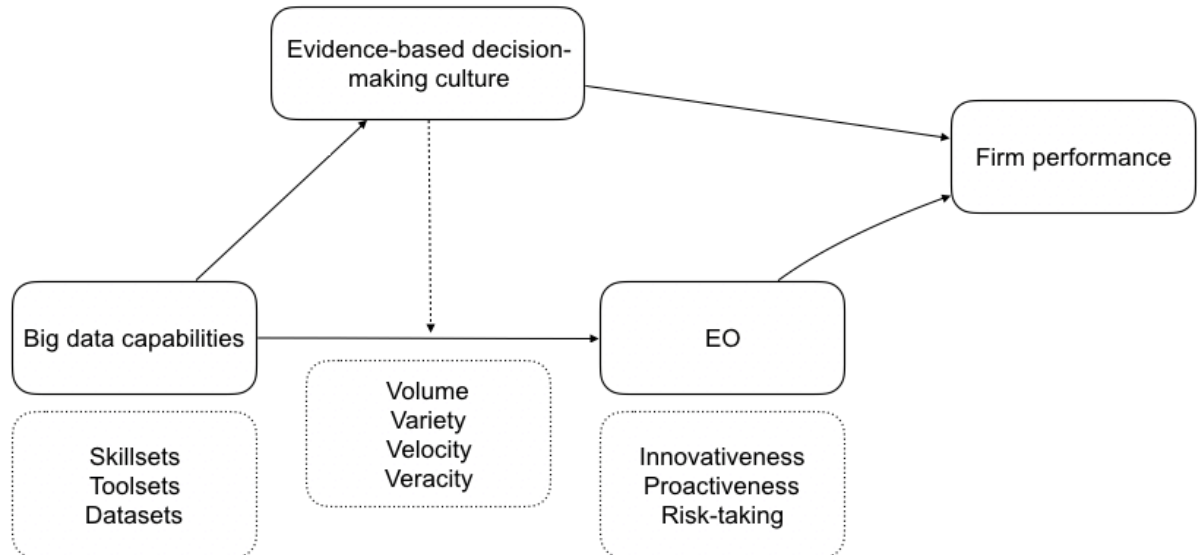 Evidence-based decision-
making culture
Firm performance
Big data capabilities
EO
Volume
Variety
Velocity
Veracity
Skillsets
Toolsets
Datasets
Innovativeness
Proactiveness
Risk-taking